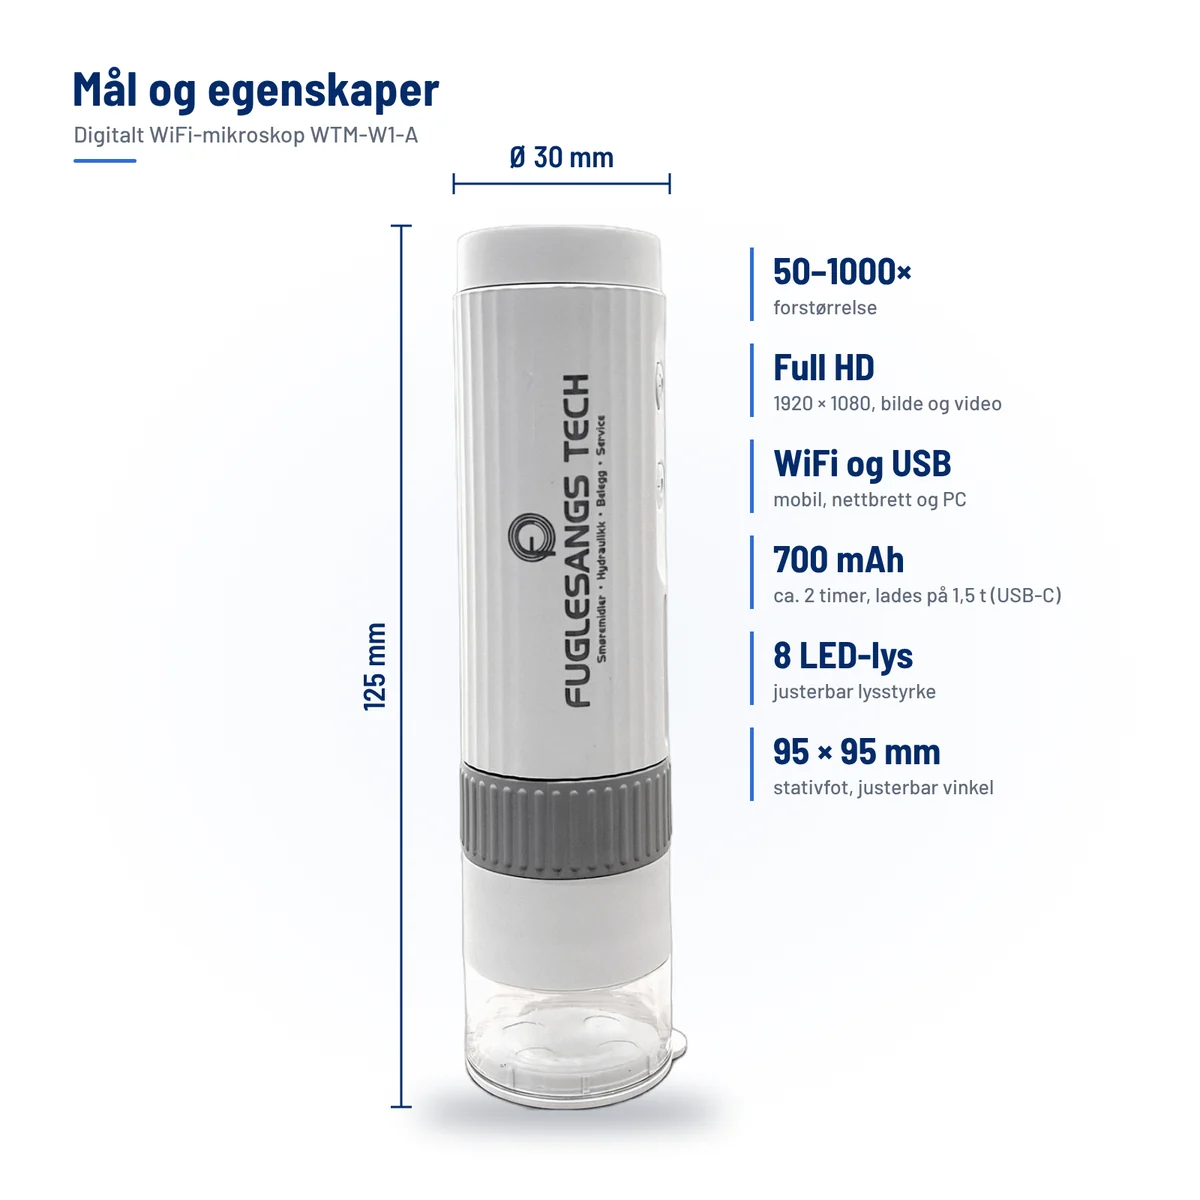 Mål og egenskaper
Digitalt WiFi-mikroskop WTM-W1-A
Ø 30 mm
125 mm
FUGLESANGS TECH
Smøremidler • Hydraulikk • Belegg • Service
50–1000×
forstørrelse
Full HD
1920 × 1080, bilde og video
WiFi og USB
mobil, nettbrett og PC
700 mAh
ca. 2 timer, lades på 1,5 t (USB-C)
8 LED-lys
justerbar lysstyrke
95 × 95 mm
stativfot, justerbar vinkel